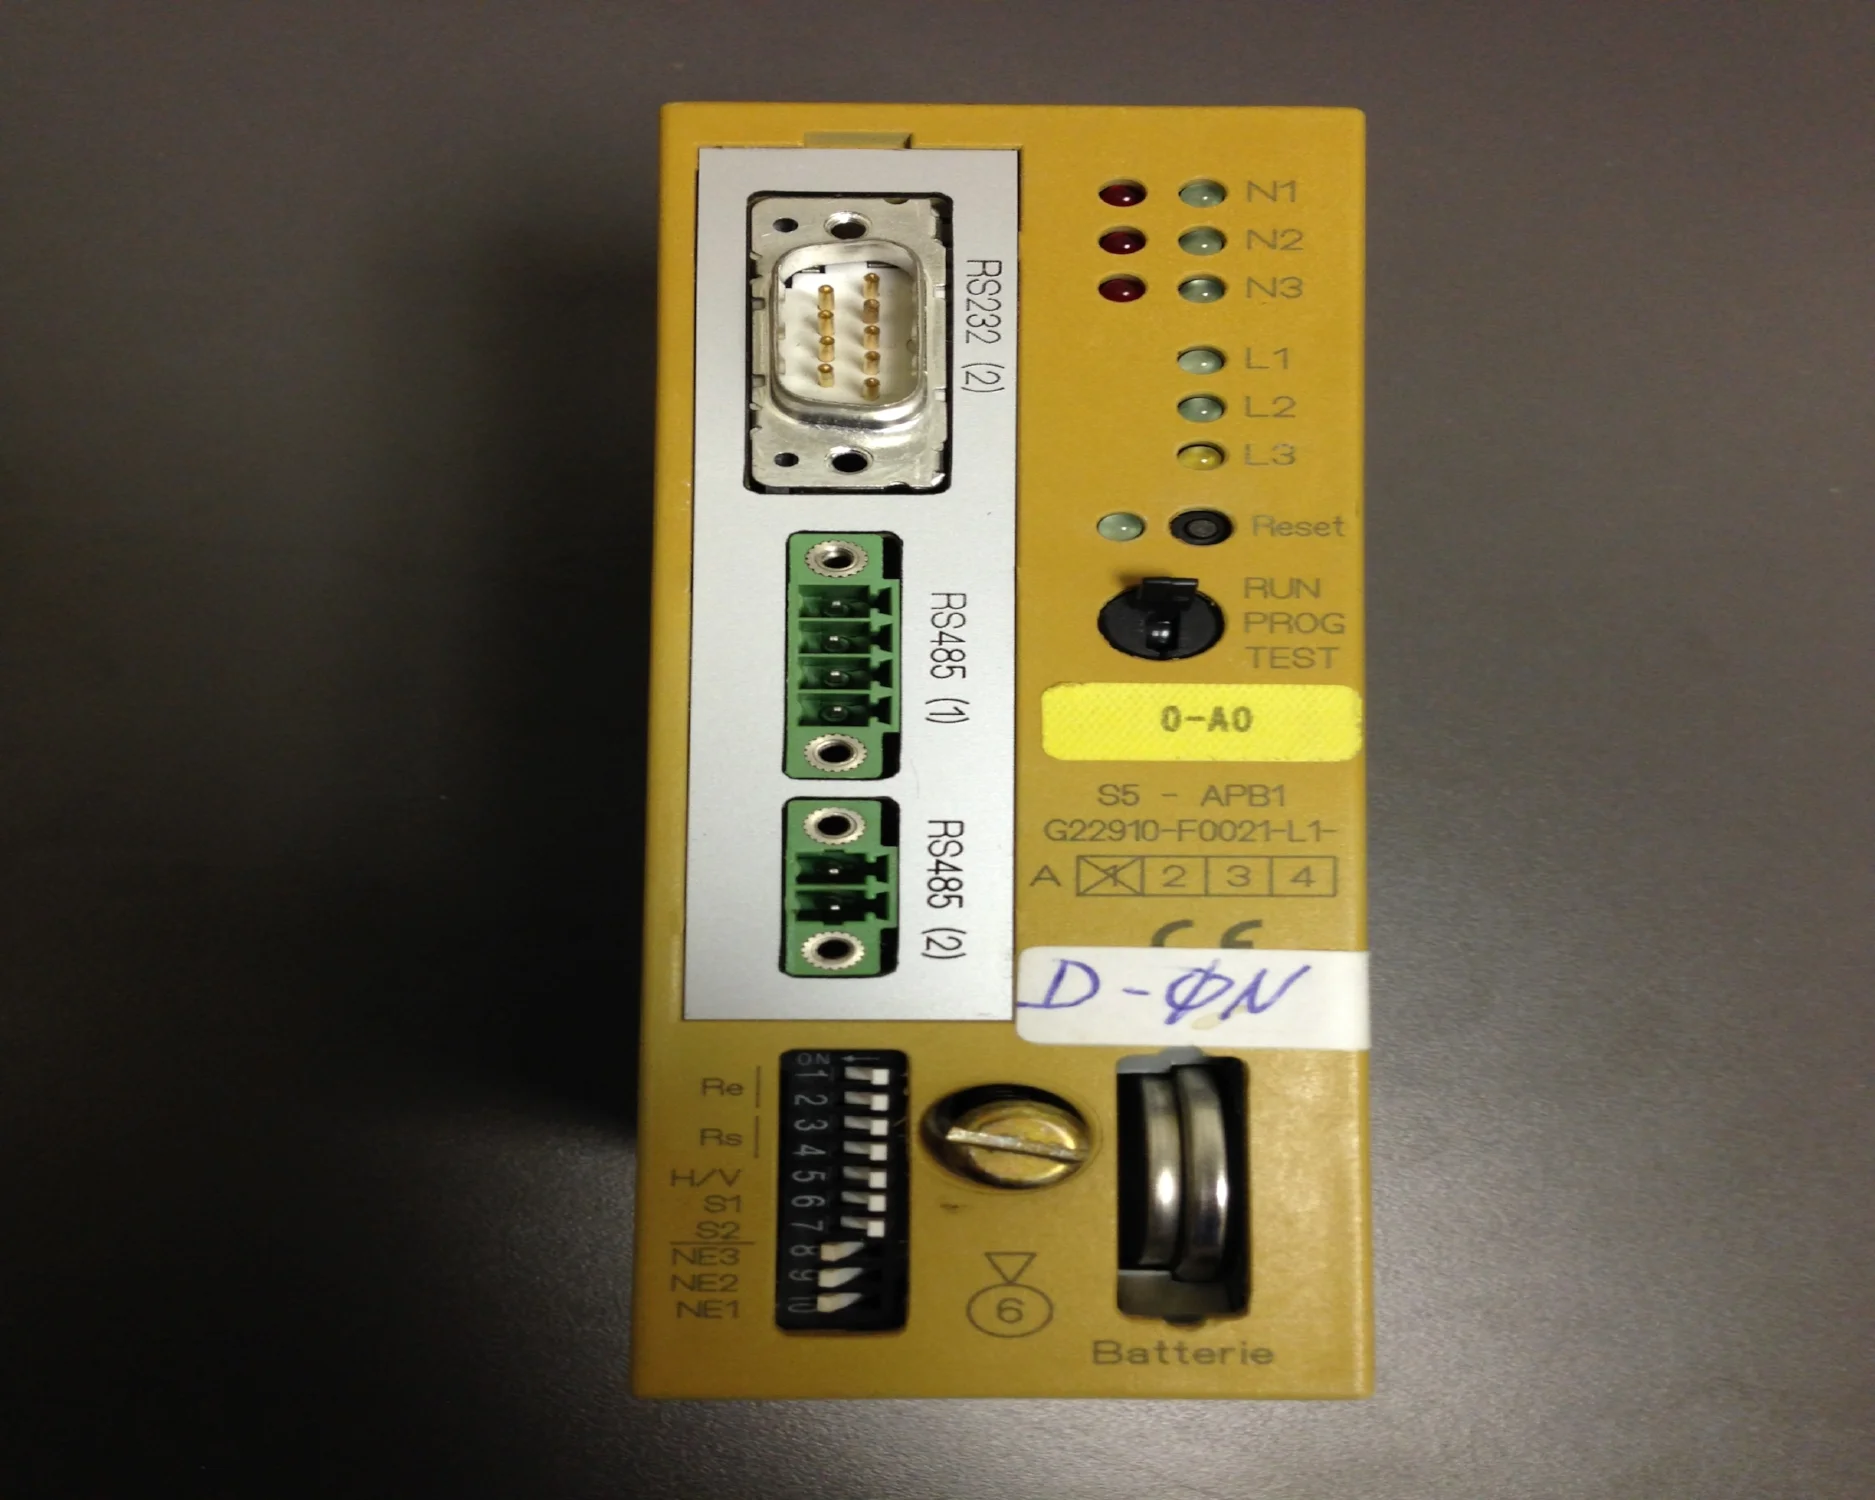 RS232 (2)
RS485 (1)
RS485 (2)
N1
N2
N3
L1
L2
L3
Reset
RUN
PROG
TEST
0-A0
S5 - APB1
G22910-F0021-L1-
A 1 2 3 4
CE
D-ØN
ON
1
2
3
4
5
6
7
8
9
10
Re
Rs
H/V
S1
S2
NE3
NE2
NE1
6
Batterie